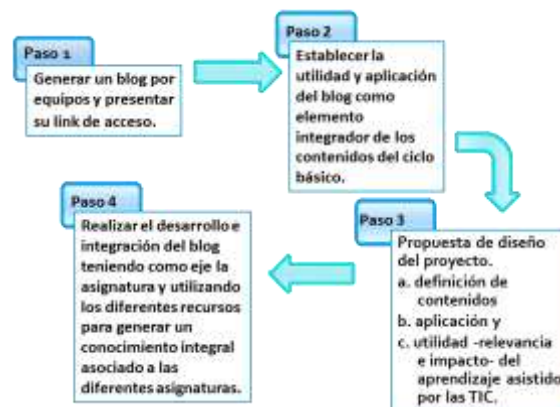 Paso 1
Generar un blog por
equipos y presentar
su link de acceso.
Paso 2
Establecer la
utilidad y aplicación
del blog como
elemento
integrador de los
contenidos del ciclo
básico.
Paso 3
Propuesta de diseño
del proyecto.
a. definición de
contenidos
b. aplicación y
c. utilidad -relevancia
e impacto- del
aprendizaje asistido
por las TIC.
Paso 4
Realizar el desarrollo e
integración del blog
teniendo como eje la
asignatura y utilizando
los diferentes recursos
para generar un
conocimiento integral
asociado a las
diferentes asignaturas.